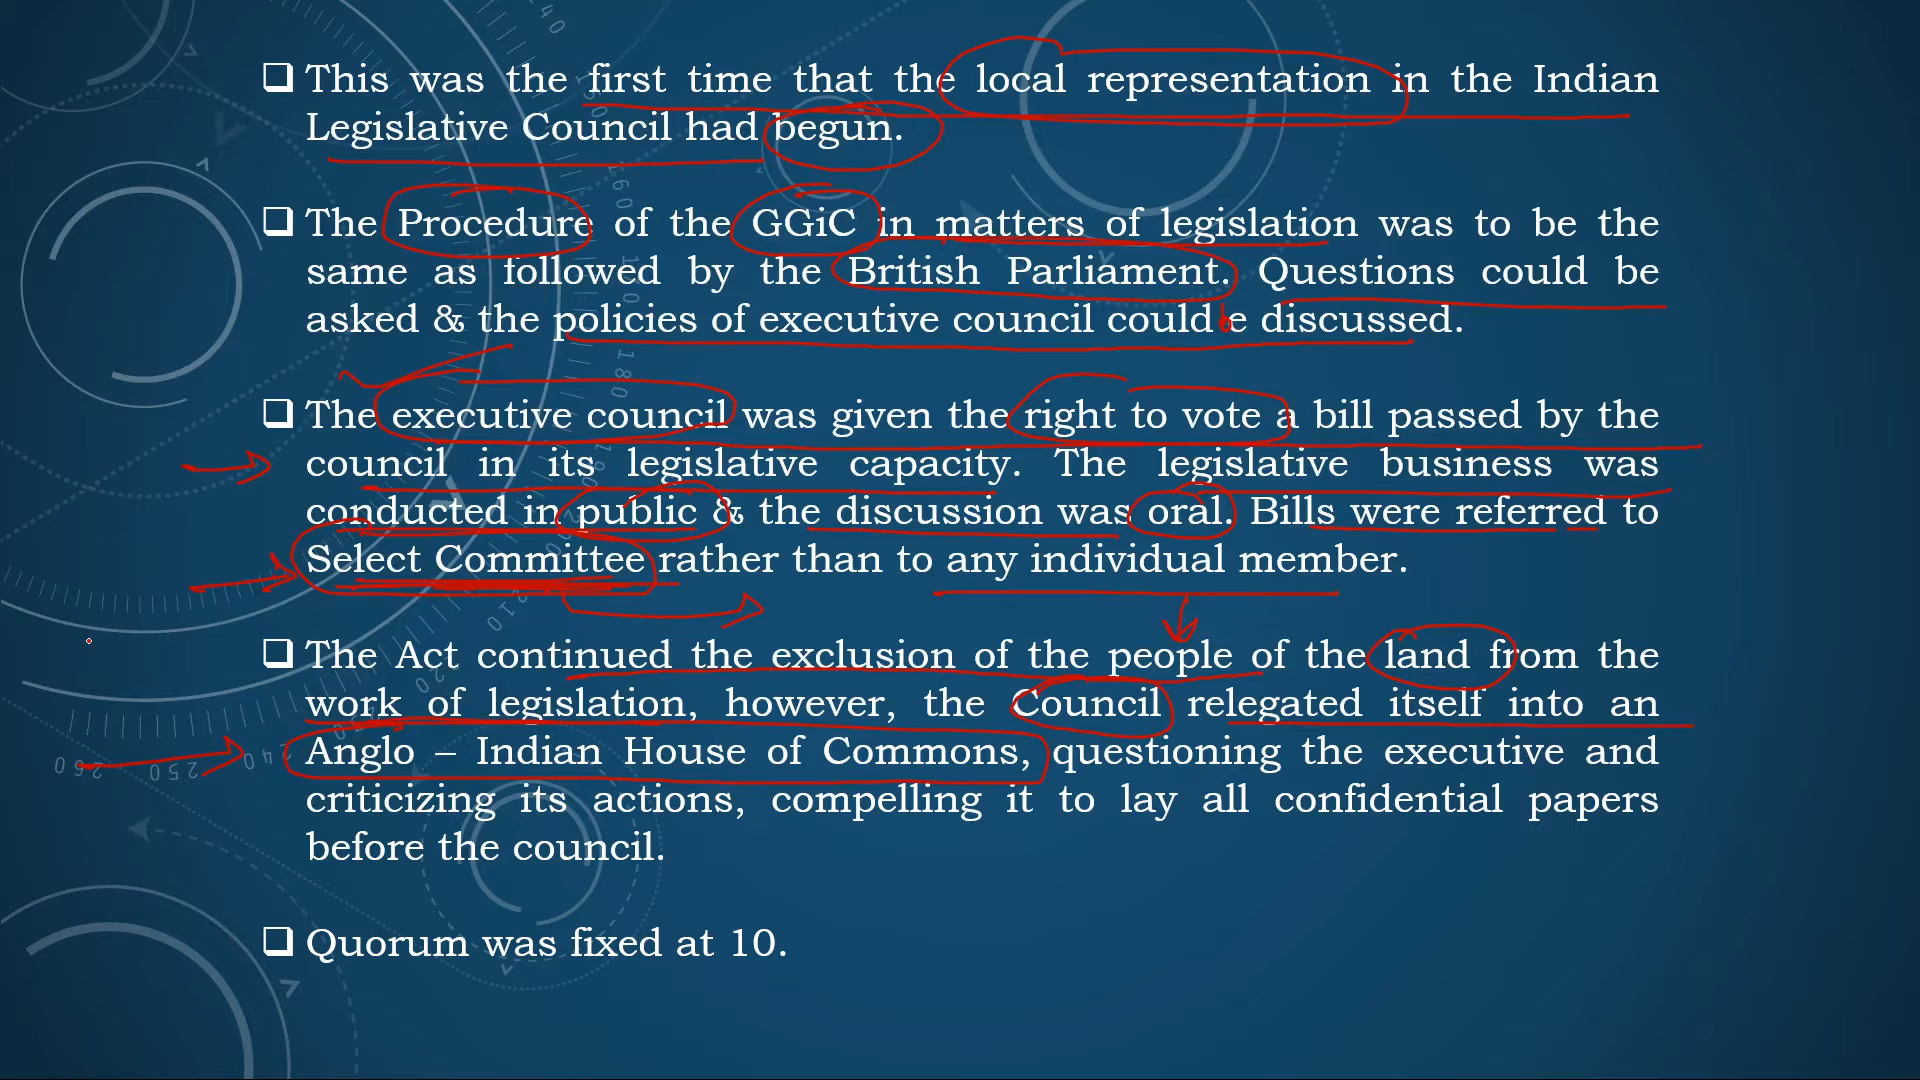 ❑ This was the first time that the local representation in the Indian
Legislative Council had begun.
❑ The Procedure of the GGiC in matters of legislation was to be the
same as followed by the British Parliament. Questions could be
asked & the policies of executive council could e discussed.
❑ The executive council was given the right to vote a bill passed by the
council in its legislative capacity. The legislative business was
conducted in public & the discussion was oral. Bills were referred to
Select Committee rather than to any individual member.
❑ The Act continued the exclusion of the people of the land from the
work of legislation, however, the Council relegated itself into an
Anglo – Indian House of Commons, questioning the executive and
criticizing its actions, compelling it to lay all confidential papers
before the council.
❑ Quorum was fixed at 10.